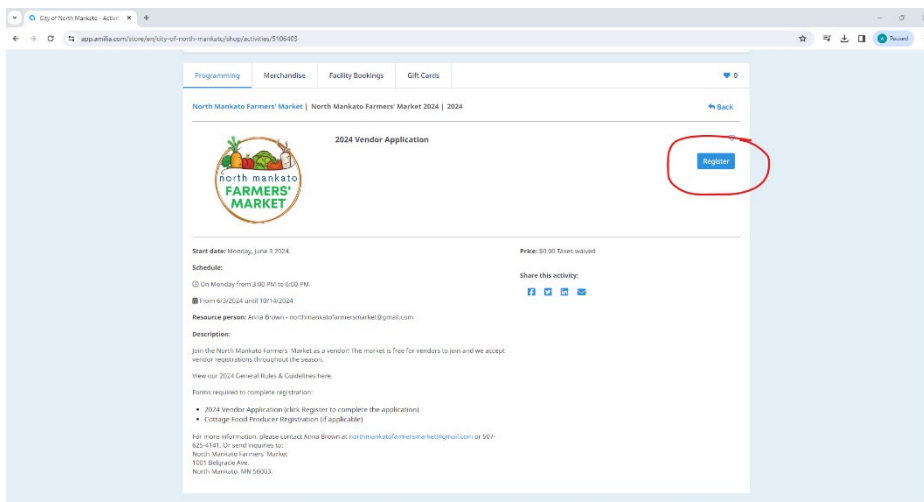 City of North Mankato - Activi
app.amilia.com/store/en/city-of-north-mankato/shop/activities/5106403
Paused
Programming Merchandise Facility Bookings Gift Cards 0
North Mankato Farmers' Market | North Mankato Farmers' Market 2024 | 2024 Back
2024 Vendor Application
Register
north mankato
FARMERS'
MARKET
Start date: Monday, June 3 2024.
Price: $0.00 Taxes waived
Schedule:
Share this activity:
On Monday from 3:00 PM to 6:00 PM.
From 6/3/2024 until 10/14/2024
Resource person: Anna Brown - northmankatofarmersmarket@gmail.com
Description:
Join the North Mankato Farmers' Market as a vendor! The market is free for vendors to join and we accept
vendor registrations throughout the season.
View our 2024 General Rules & Guidelines here.
Forms required to complete registration:
• 2024 Vendor Application (click Register to complete the application)
• Cottage Food Producer Registration (if applicable)
For more information, please contact Anna Brown at northmankatofarmersmarket@gmail.com or 507-
625-4141. Or send inquiries to:
North Mankato Farmers' Market
1001 Belgrade Ave.
North Mankato, MN 56003.